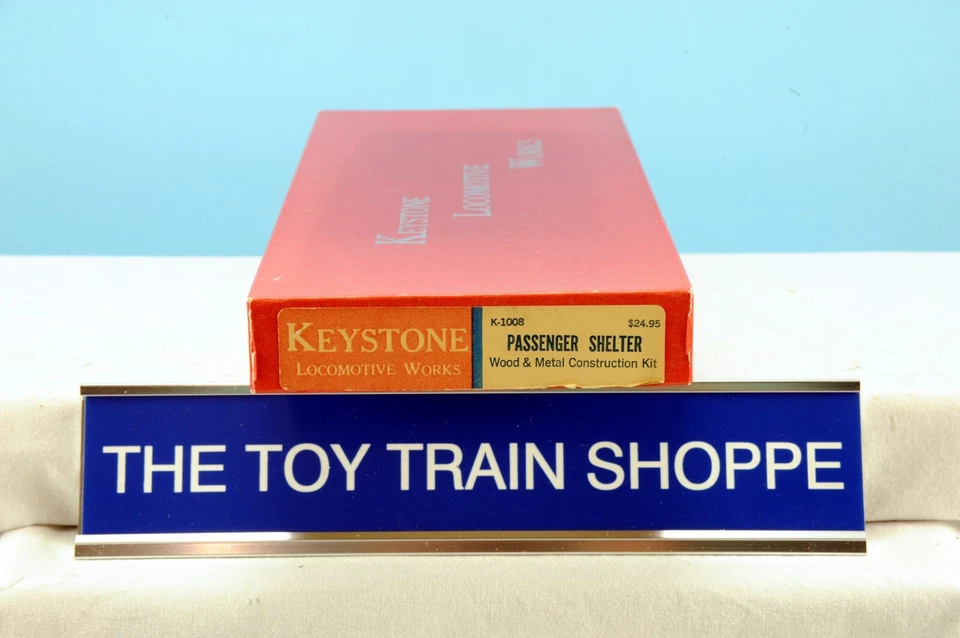 KEYSTONE
LOCOMOTIVE
WORKS
KEYSTONE
LOCOMOTIVE WORKS
K-1008 $24.95
PASSENGER SHELTER
Wood & Metal Construction Kit
THE TOY TRAIN SHOPPE